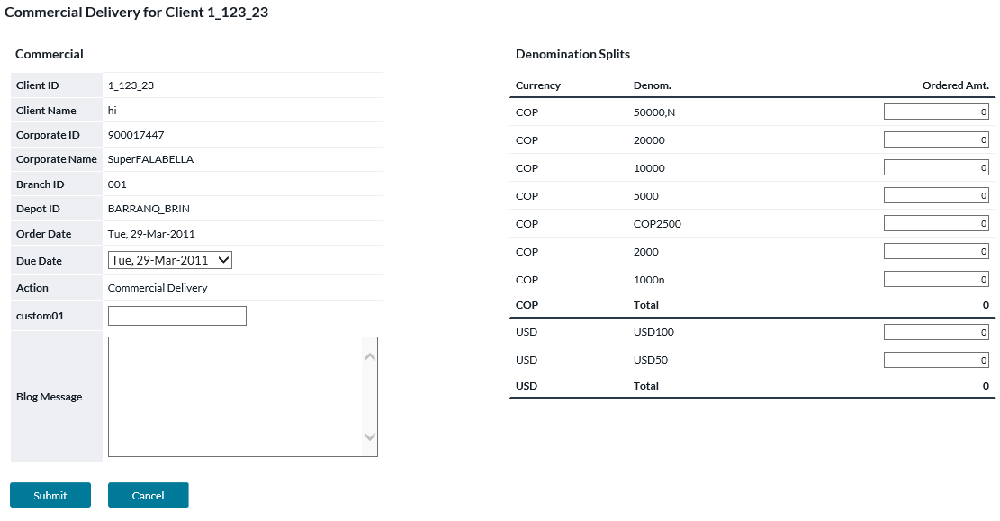 Commercial Delivery for Client 1_123_23
Commercial
Client ID 1_123_23
Client Name hi
Corporate ID 900017447
Corporate Name SuperFALABELLA
Branch ID 001
Depot ID BARRANQ_BRIN
Order Date Tue, 29-Mar-2011
Due Date Tue, 29-Mar-2011
Action Commercial Delivery
custom01
Blog Message
Submit Cancel
Denomination Splits
Currency Denom. Ordered Amt.
COP 50000,N 0
COP 20000 0
COP 10000 0
COP 5000 0
COP COP2500 0
COP 2000 0
COP 1000n 0
COP Total 0
USD USD100 0
USD USD50 0
USD Total 0